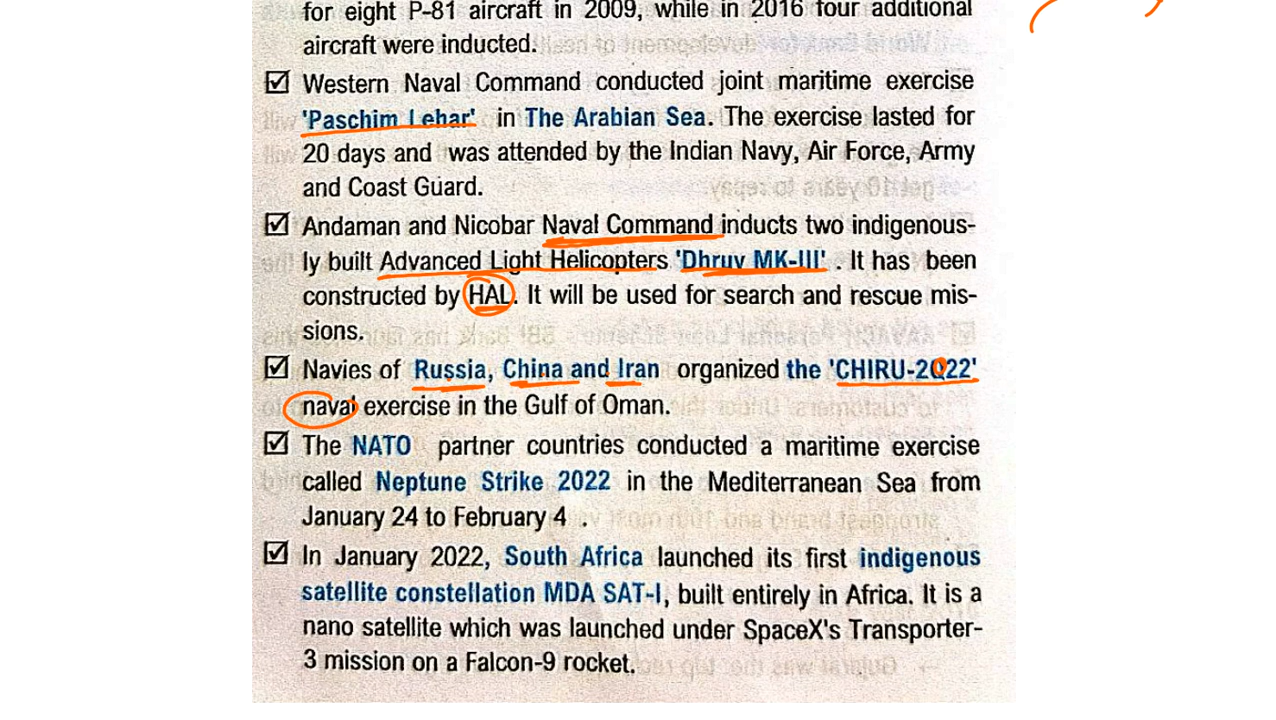 for eight P-81 aircraft in 2009, while in 2016 four additional
aircraft were inducted.
☑ Western Naval Command conducted joint maritime exercise
'Paschim Lehar' in The Arabian Sea. The exercise lasted for
20 days and was attended by the Indian Navy, Air Force, Army
and Coast Guard.
☑ Andaman and Nicobar Naval Command inducts two indigenous-
ly built Advanced Light Helicopters 'Dhruv MK-III' . It has been
constructed by HAL. It will be used for search and rescue mis-
sions.
☑ Navies of Russia, China and Iran organized the 'CHIRU-2022'
naval exercise in the Gulf of Oman.
☑ The NATO partner countries conducted a maritime exercise
called Neptune Strike 2022 in the Mediterranean Sea from
January 24 to February 4 .
☑ In January 2022, South Africa launched its first indigenous
satellite constellation MDA SAT-I, built entirely in Africa. It is a
nano satellite which was launched under SpaceX's Transporter-
3 mission on a Falcon-9 rocket.